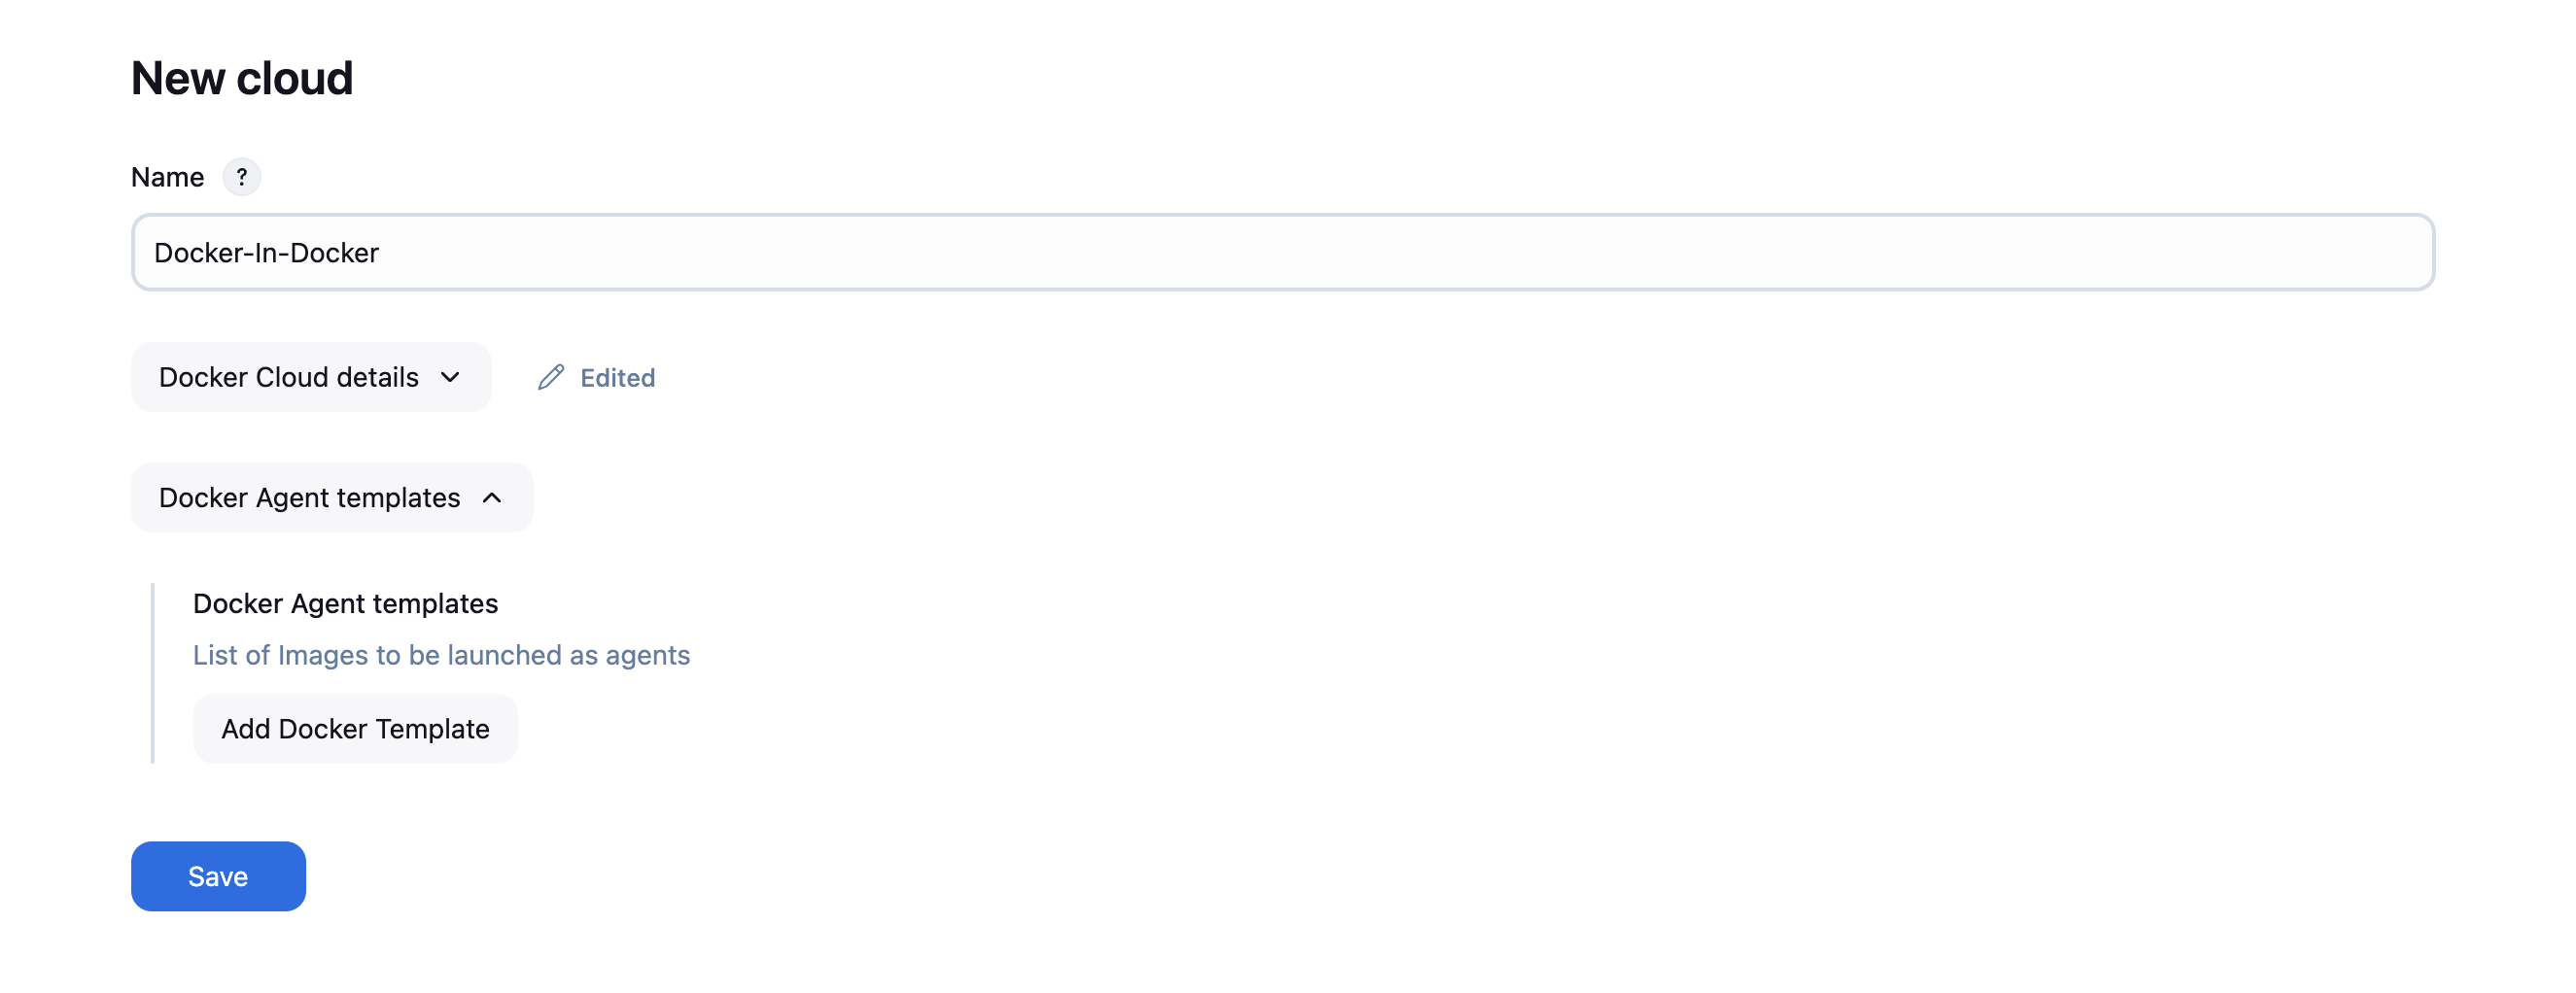 New cloud
Name ?
Docker-In-Docker
Docker Cloud details Edited
Docker Agent templates
Docker Agent templates
List of Images to be launched as agents
Add Docker Template
Save